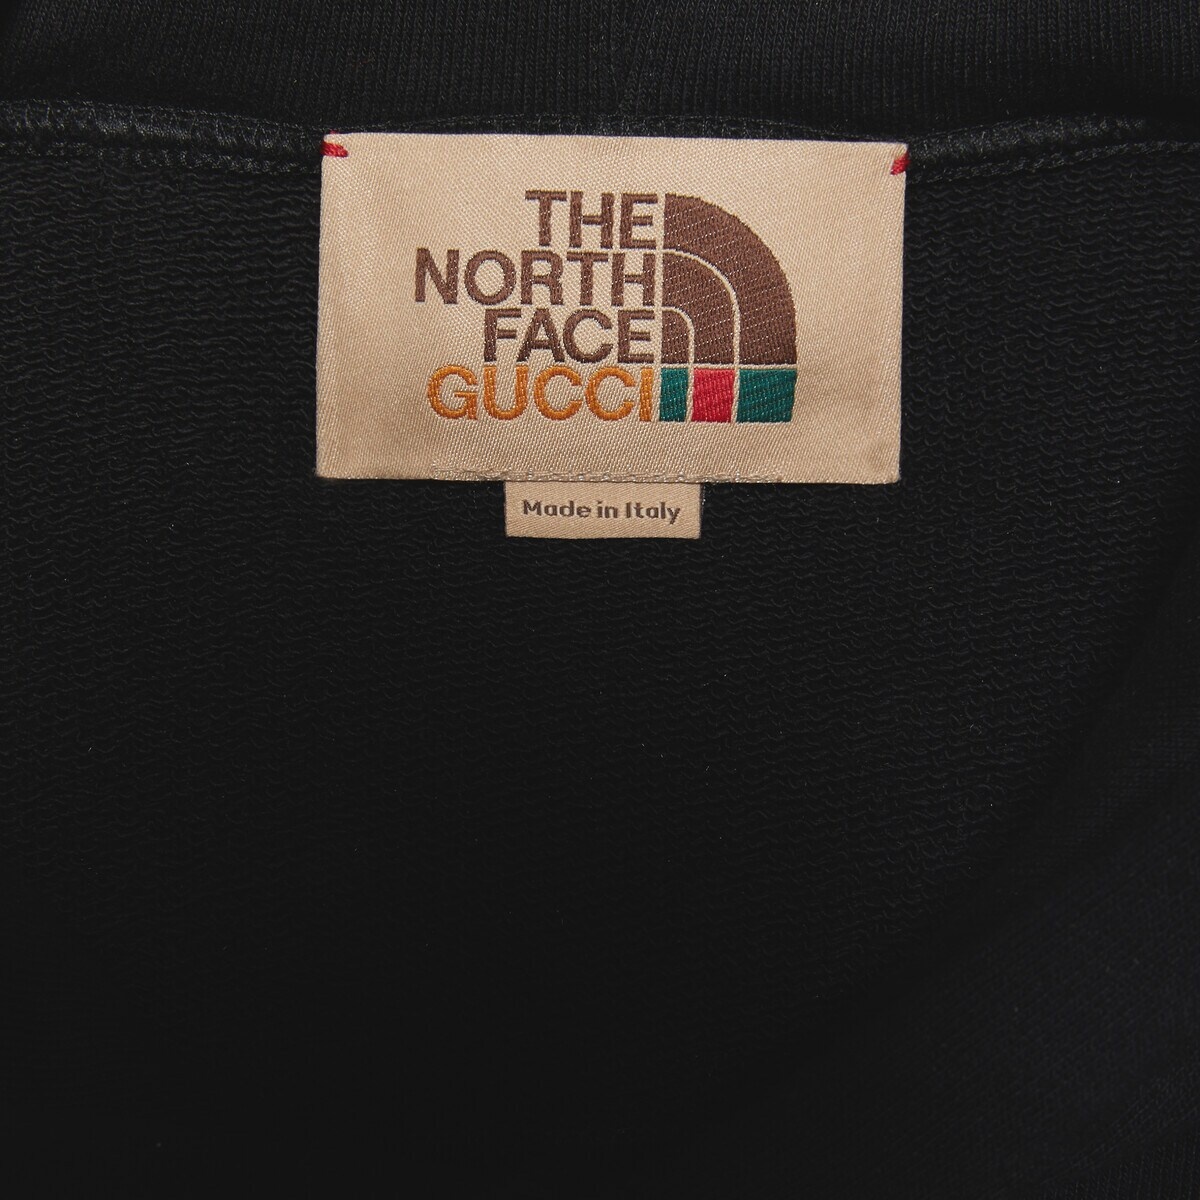 THE
NORTH
FACE
GUCCI
Made in Italy